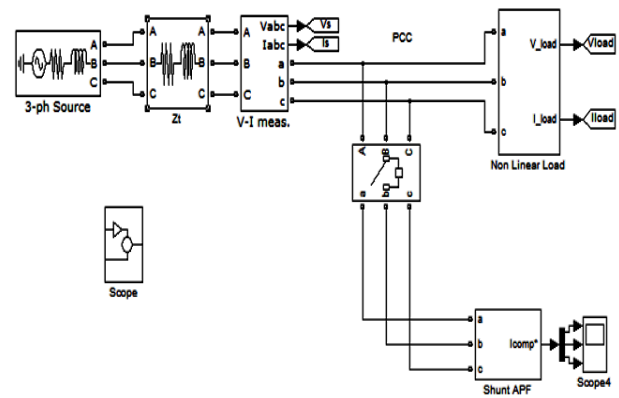 A
B
C
3-ph Source
A
B
C
A
B
C
Zt
A
B
C
Vabc
Iabc
a
b
c
V-I meas.
Vs
Is
PCC
a
b
c
V_load
I_load
Non Linear Load
Vload
Iload
A
B
C
a
b
c
Scope
a
b
c
Icomp*
Shunt APF
Scope4